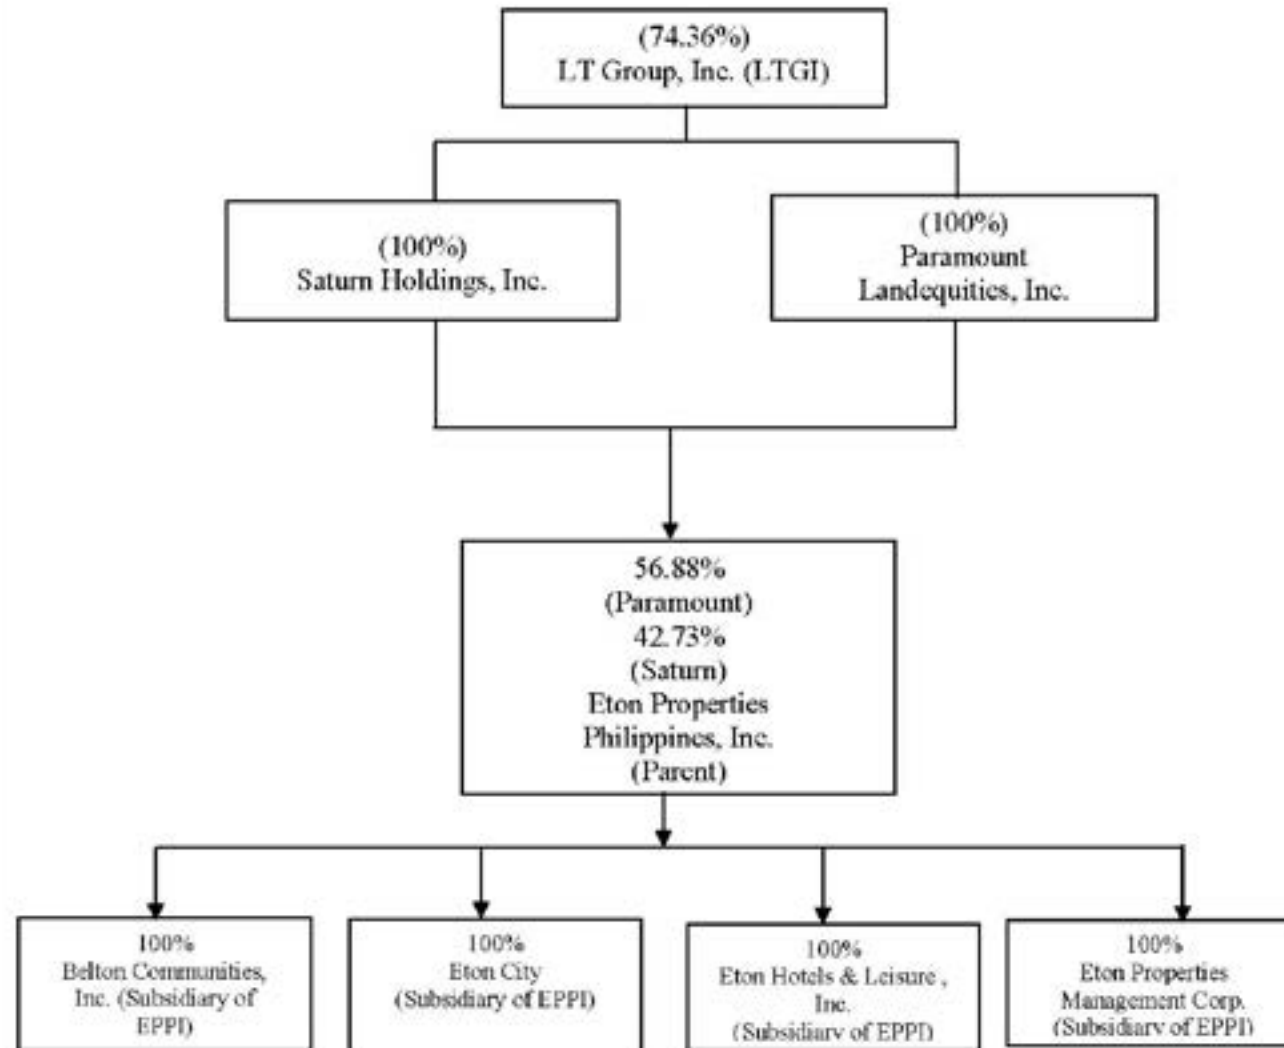 (74.36%)
LT Group, Inc. (LTGI)
(100%)
Saturn Holdings, Inc.
(100%)
Paramount
Landequities, Inc.
56.88%
(Paramount)
42.73%
(Saturn)
Eton Properties
Philippines, Inc.
(Parent)
100%
Belton Communities,
Inc. (Subsidiary of
EPPI)
100%
Eton City
(Subsidiary of EPPI)
100%
Eton Hotels & Leisure ,
Inc.
(Subsidiary of EPPI)
100%
Eton Properties
Management Corp.
(Subsidiary of EPPI)